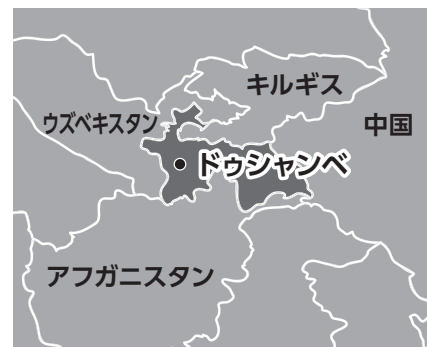 キルギス
ウズベキスタン
中国
ドゥシャンベ
アフガニスタン